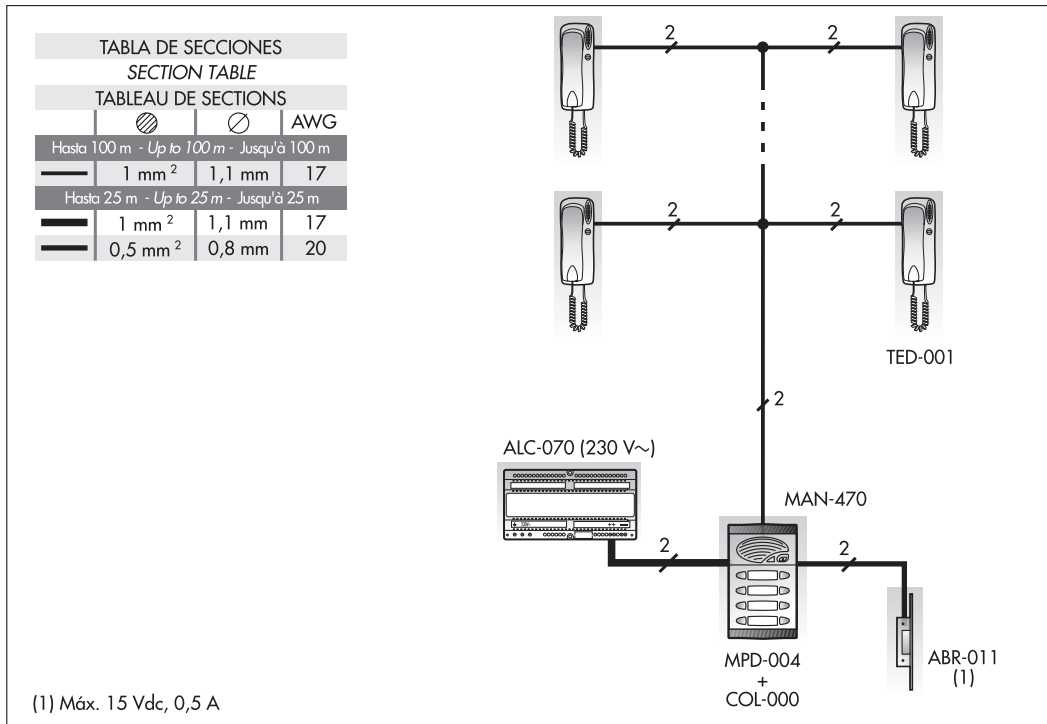 TABLA DE SECCIONES
SECTION TABLE
TABLEAU DE SECTIONS
AWG
Hasta 100 m - Up to 100 m - Jusqu'à 100 m
1 mm² 1,1 mm 17
Hasta 25 m - Up to 25 m - Jusqu'à 25 m
1 mm² 1,1 mm 17
0,5 mm² 0,8 mm 20
2 2
2 2
TED-001
2
ALC-070 (230 V~)
MAN-470
2 2
MPD-004
+
COL-000
ABR-011
(1)
(1) Máx. 15 Vdc, 0,5 A